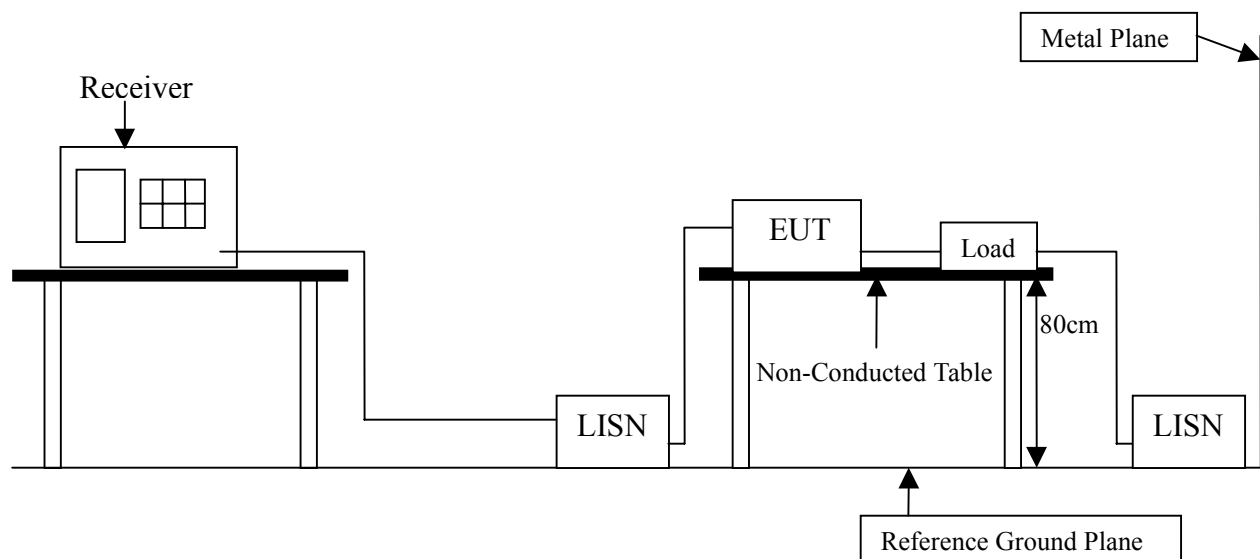 Metal Plane
Receiver
EUT
Load
80cm
Non-Conducted Table
LISN
LISN
Reference Ground Plane